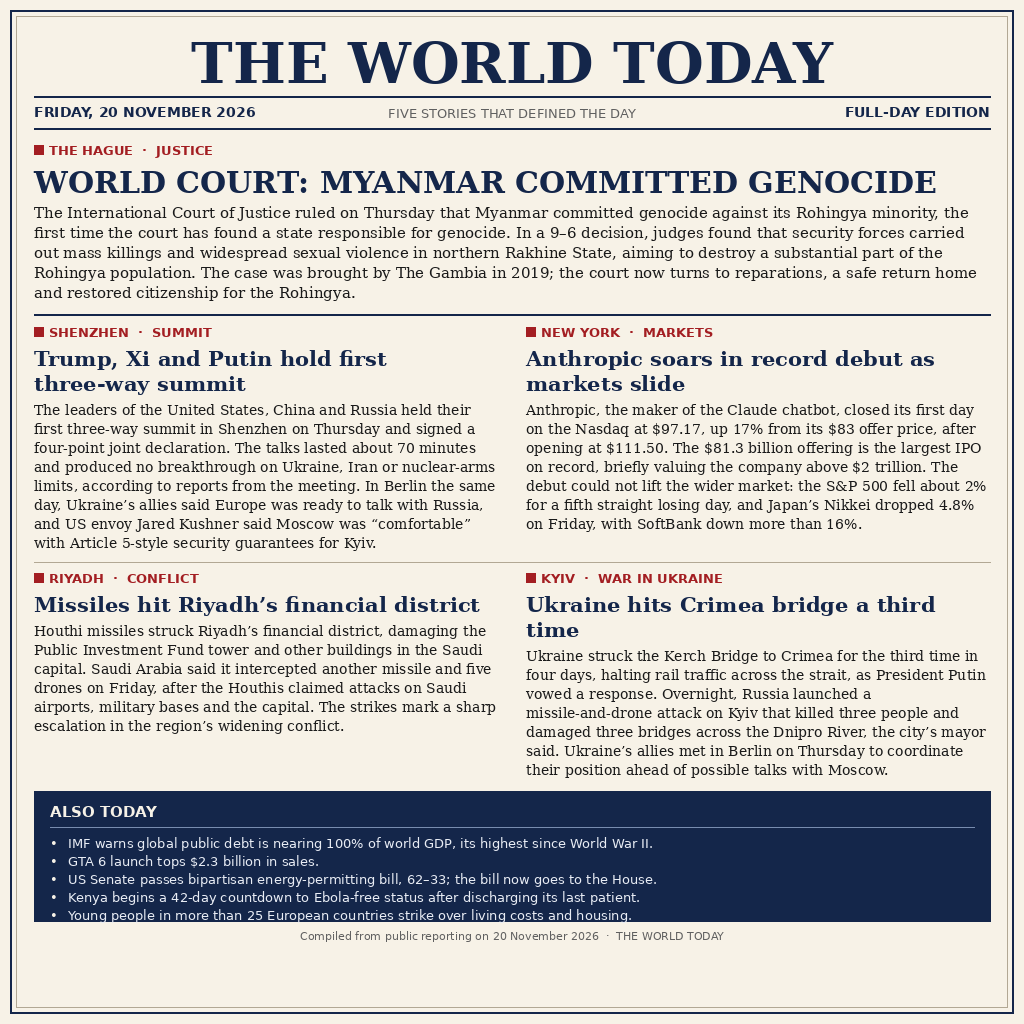 THE WORLD TODAY
FRIDAY, 20 NOVEMBER 2026
FIVE STORIES THAT DEFINED THE DAY
FULL-DAY EDITION
THE HAGUE · JUSTICE
WORLD COURT: MYANMAR COMMITTED GENOCIDE
The International Court of Justice ruled on Thursday that Myanmar committed genocide against its Rohingya minority, the
first time the court has found a state responsible for genocide. In a 9–6 decision, judges found that security forces carried
out mass killings and widespread sexual violence in northern Rakhine State, aiming to destroy a substantial part of the
Rohingya population. The case was brought by The Gambia in 2019; the court now turns to reparations, a safe return home
and restored citizenship for the Rohingya.
SHENZHEN · SUMMIT
Trump, Xi and Putin hold first
three-way summit
The leaders of the United States, China and Russia held their
first three-way summit in Shenzhen on Thursday and signed a
four-point joint declaration. The talks lasted about 70 minutes
and produced no breakthrough on Ukraine, Iran or nuclear-arms
limits, according to reports from the meeting. In Berlin the same
day, Ukraine’s allies said Europe was ready to talk with Russia,
and US envoy Jared Kushner said Moscow was “comfortable”
with Article 5-style security guarantees for Kyiv.
NEW YORK · MARKETS
Anthropic soars in record debut as
markets slide
Anthropic, the maker of the Claude chatbot, closed its first day
on the Nasdaq at $97.17, up 17% from its $83 offer price, after
opening at $111.50. The $81.3 billion offering is the largest IPO
on record, briefly valuing the company above $2 trillion. The
debut could not lift the wider market: the S&P 500 fell about 2%
for a fifth straight losing day, and Japan’s Nikkei dropped 4.8%
on Friday, with SoftBank down more than 16%.
RIYADH · CONFLICT
Missiles hit Riyadh’s financial district
Houthi missiles struck Riyadh’s financial district, damaging the
Public Investment Fund tower and other buildings in the Saudi
capital. Saudi Arabia said it intercepted another missile and five
drones on Friday, after the Houthis claimed attacks on Saudi
airports, military bases and the capital. The strikes mark a sharp
escalation in the region’s widening conflict.
KYIV · WAR IN UKRAINE
Ukraine hits Crimea bridge a third
time
Ukraine struck the Kerch Bridge to Crimea for the third time in
four days, halting rail traffic across the strait, as President Putin
vowed a response. Overnight, Russia launched a
missile-and-drone attack on Kyiv that killed three people and
damaged three bridges across the Dnipro River, the city’s mayor
said. Ukraine’s allies met in Berlin on Thursday to coordinate
their position ahead of possible talks with Moscow.
ALSO TODAY
• IMF warns global public debt is nearing 100% of world GDP, its highest since World War II.
• GTA 6 launch tops $2.3 billion in sales.
• US Senate passes bipartisan energy-permitting bill, 62–33; the bill now goes to the House.
• Kenya begins a 42-day countdown to Ebola-free status after discharging its last patient.
• Young people in more than 25 European countries strike over living costs and housing.
Compiled from public reporting on 20 November 2026 · THE WORLD TODAY